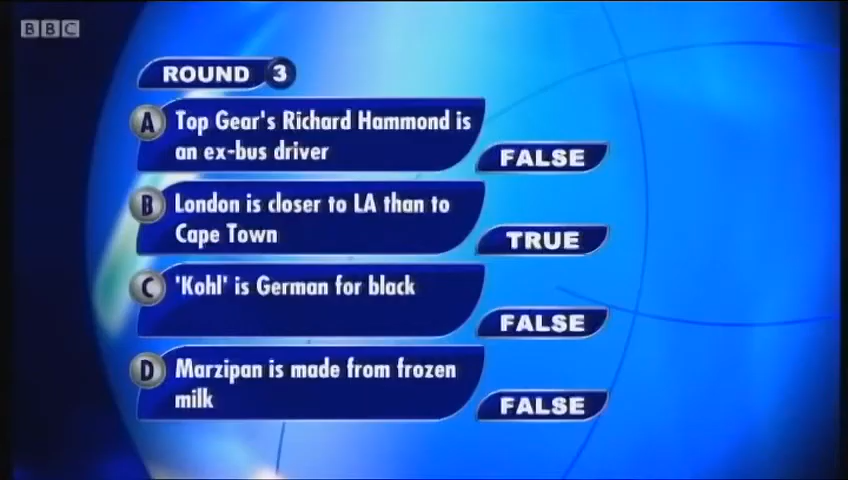 BBC
ROUND 3
A Top Gear's Richard Hammond is
an ex-bus driver
FALSE
B London is closer to LA than to
Cape Town
TRUE
C 'Kohl' is German for black
FALSE
D Marzipan is made from frozen
milk
FALSE